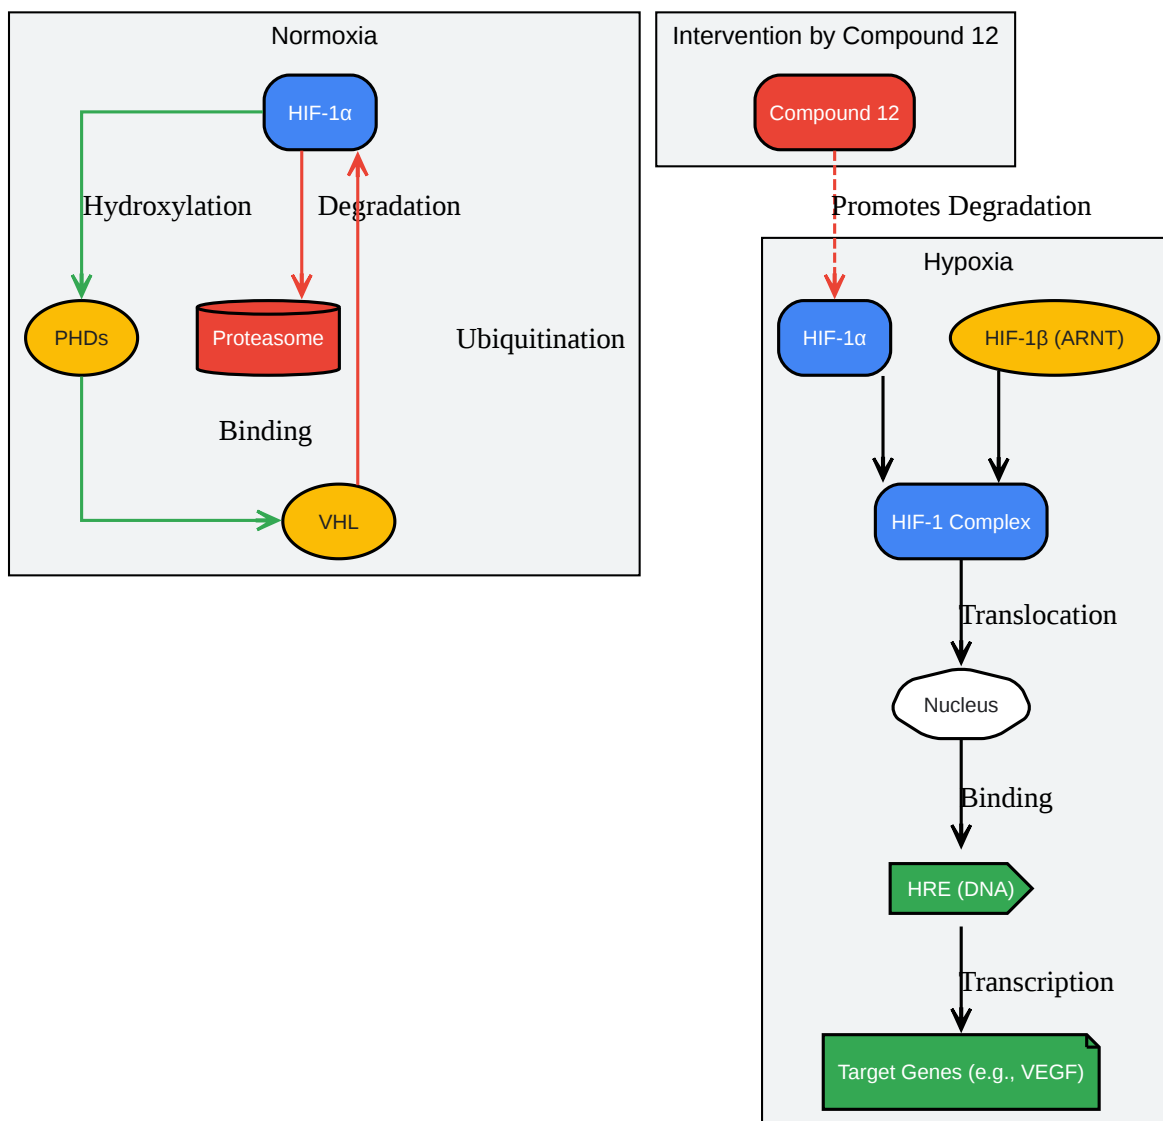 Normoxia
HIF-1α
Hydroxylation
Degradation
PHDs
Proteasome
Ubiquitination
Binding
VHL
Intervention by Compound 12
Compound 12
Promotes Degradation
Hypoxia
HIF-1α
HIF-1β (ARNT)
HIF-1 Complex
Translocation
Nucleus
Binding
HRE (DNA)
Transcription
Target Genes (e.g., VEGF)